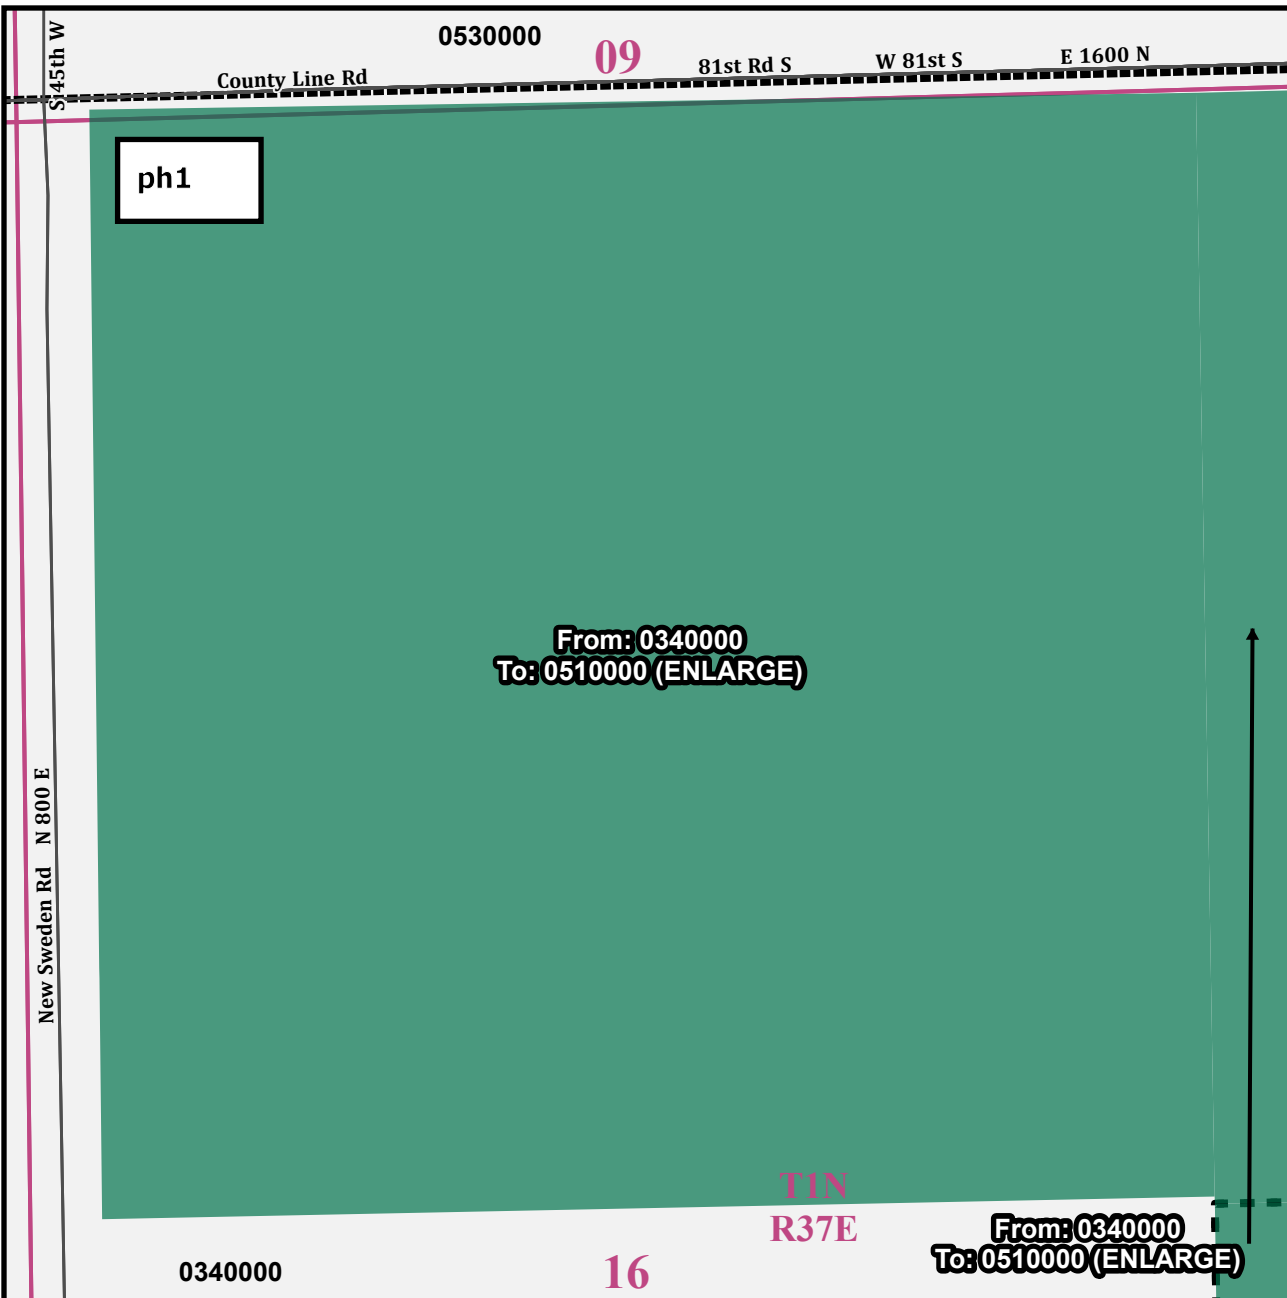 0530000
09
S 45th W
County Line Rd
81st Rd S
W 81st S
E 1600 N
ph1
From: 0340000
To: 0510000 (ENLARGE)
New Sweden Rd N 800 E
T1N
R37E
From: 0340000
To: 0510000 (ENLARGE)
0340000
16